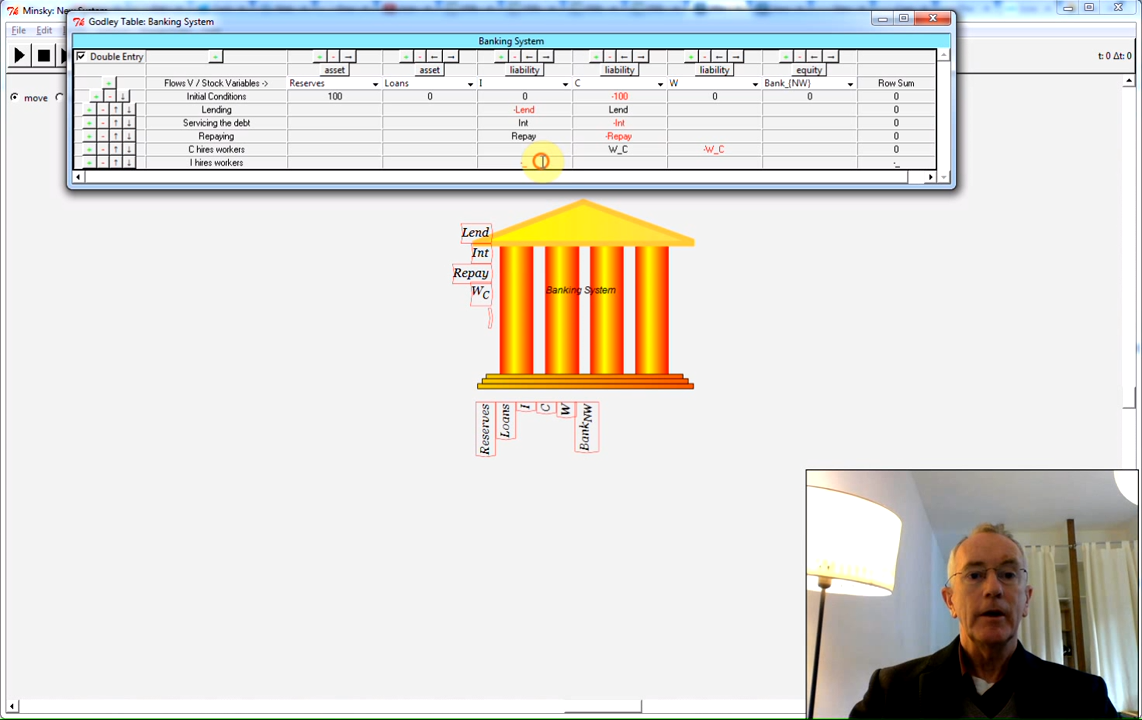 Minsky: New System
File Edit
t: 0 Δt: 0
move
Godley Table: Banking System
Banking System
Double Entry + + - → + - ← → + - ← → + - ← → + - ← → + - ←
asset asset liability liability liability equity
+ Flows V / Stock Variables -> Reserves Loans I C W Bank_{NW} Row Sum
+ - ↓ Initial Conditions 100 0 0 -100 0 0 0
+ - ↑ ↓ Lending -Lend Lend 0
+ - ↑ ↓ Servicing the debt Int -Int 0
+ - ↑ ↓ Repaying Repay -Repay 0
+ - ↑ ↓ C hires workers W_C -W_C 0
+ - ↑ ↓ I hires workers -_ -_
Lend
Int
Repay
W_C
Banking System
Reserves
Loans
I
C
W
Bank_NW